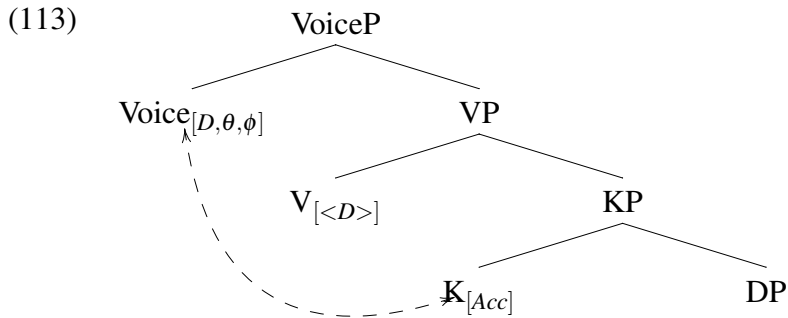 (113)
VoiceP
Voice[D,θ,ϕ]
VP
V[<D>]
KP
K[Acc]
DP